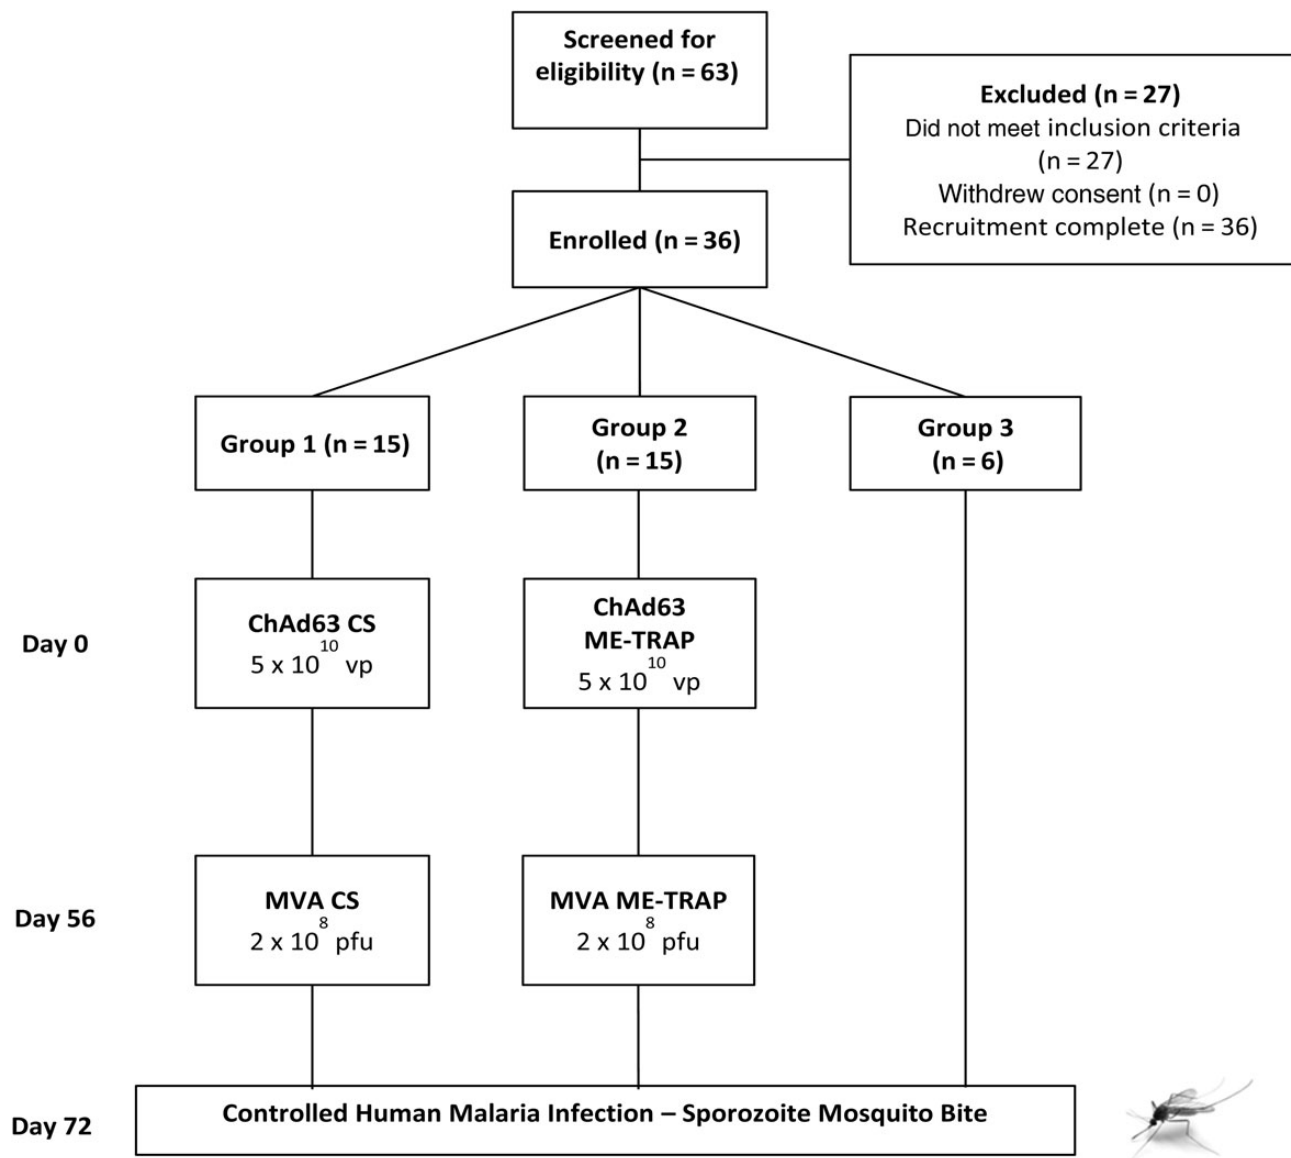 Screened for
eligibility (n = 63)
Excluded (n = 27)
Did not meet inclusion criteria
(n = 27)
Withdrew consent (n = 0)
Recruitment complete (n = 36)
Enrolled (n = 36)
Group 1 (n = 15)
Group 2
(n = 15)
Group 3
(n = 6)
Day 0
ChAd63 CS
5 x 10^10 vp
ChAd63
ME-TRAP
5 x 10^10 vp
Day 56
MVA CS
2 x 10^8 pfu
MVA ME-TRAP
2 x 10^8 pfu
Day 72
Controlled Human Malaria Infection – Sporozoite Mosquito Bite